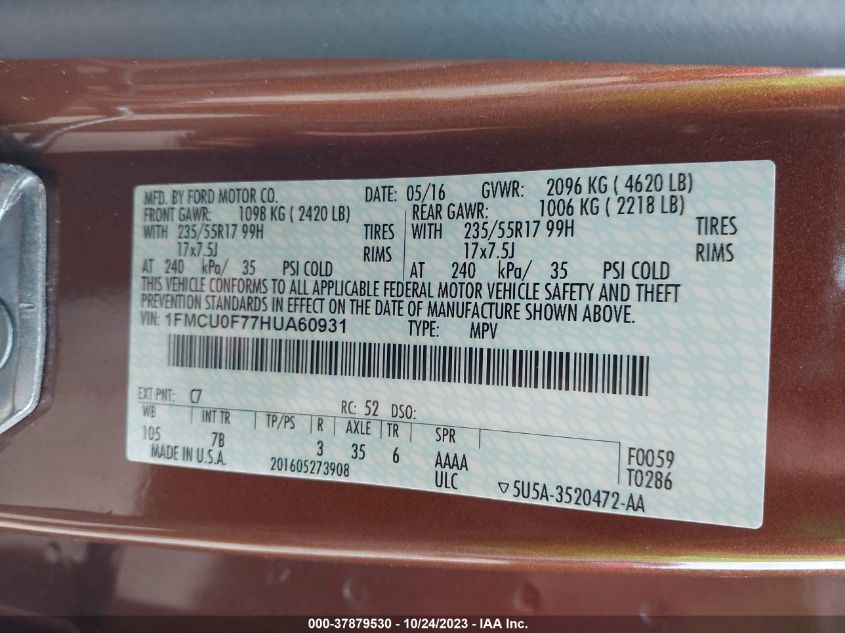 MFD. BY FORD MOTOR CO. DATE: 05/16 GVWR: 2096 KG ( 4620 LB)
FRONT GAWR: 1098 KG ( 2420 LB) REAR GAWR: 1006 KG ( 2218 LB)
WITH 235/55R17 99H TIRES WITH 235/55R17 99H TIRES
17x7.5J RIMS 17x7.5J RIMS
AT 240 kPa/ 35 PSI COLD AT 240 kPa/ 35 PSI COLD
THIS VEHICLE CONFORMS TO ALL APPLICABLE FEDERAL MOTOR VEHICLE SAFETY AND THEFT
PREVENTION STANDARDS IN EFFECT ON THE DATE OF MANUFACTURE SHOWN ABOVE.
VIN: 1FMCU0F77HUA60931 TYPE: MPV
EXT PNT: C7 RC: 52 DSO:
WB INT TR TP/PS R AXLE TR SPR
105 7B 3 35 6 AAAA F0059
MADE IN U.S.A. 201605273908 ULC T0286
▽5U5A-3520472-AA
000-37879530 - 10/24/2023 - IAA Inc.